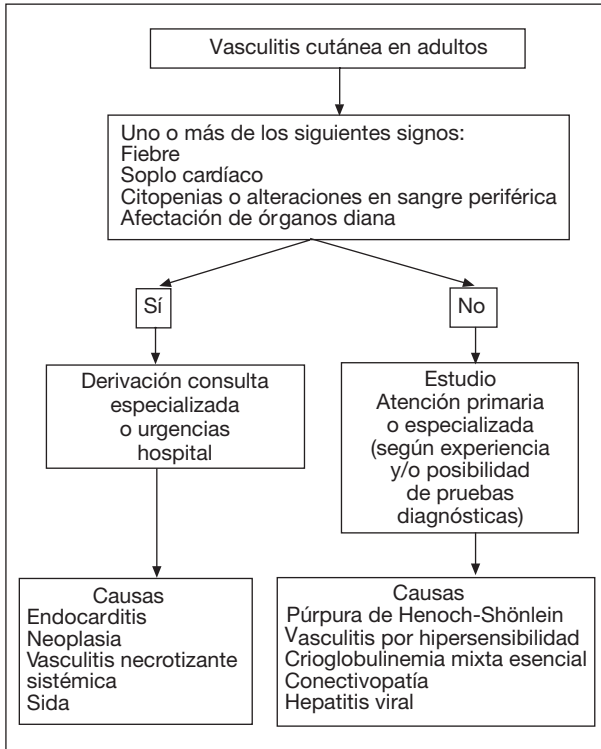 Vasculitis cutánea en adultos
Uno o más de los siguientes signos:
Fiebre
Soplo cardíaco
Citopenias o alteraciones en sangre periférica
Afectación de órganos diana
Sí
No
Derivación consulta
especializada
o urgencias
hospital
Estudio
Atención primaria
o especializada
(según experiencia
y/o posibilidad
de pruebas
diagnósticas)
Causas
Endocarditis
Neoplasia
Vasculitis necrotizante
sistémica
Sida
Causas
Púrpura de Henoch-Shönlein
Vasculitis por hipersensibilidad
Crioglobulinemia mixta esencial
Conectivopatía
Hepatitis viral